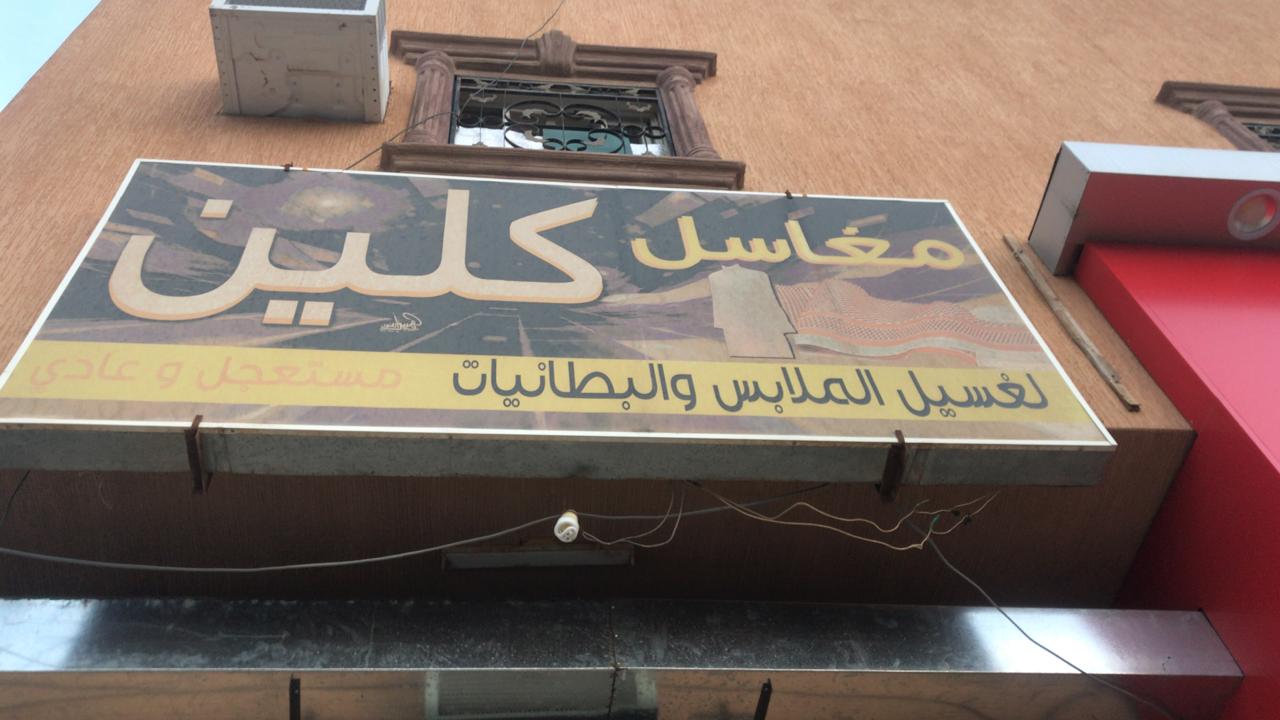 مغاسل كلين
لغسيل الملابس والبطانيات مستعجل و عادي